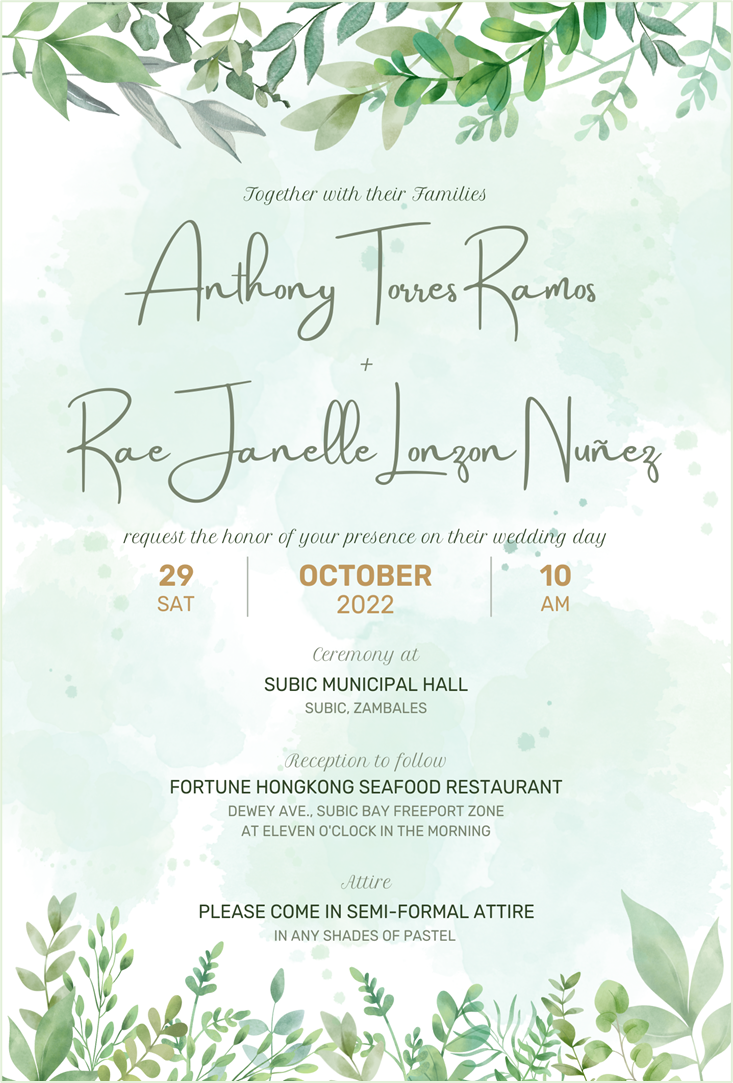 Together with their Families
Anthony Torres Ramos
+
Rae Janelle Lonzon Nuñez
request the honor of your presence on their wedding day
29
SAT
OCTOBER
2022
10
AM
Ceremony at
SUBIC MUNICIPAL HALL
SUBIC, ZAMBALES
Reception to follow
FORTUNE HONGKONG SEAFOOD RESTAURANT
DEWEY AVE., SUBIC BAY FREEPORT ZONE
AT ELEVEN O'CLOCK IN THE MORNING
Attire
PLEASE COME IN SEMI-FORMAL ATTIRE
IN ANY SHADES OF PASTEL